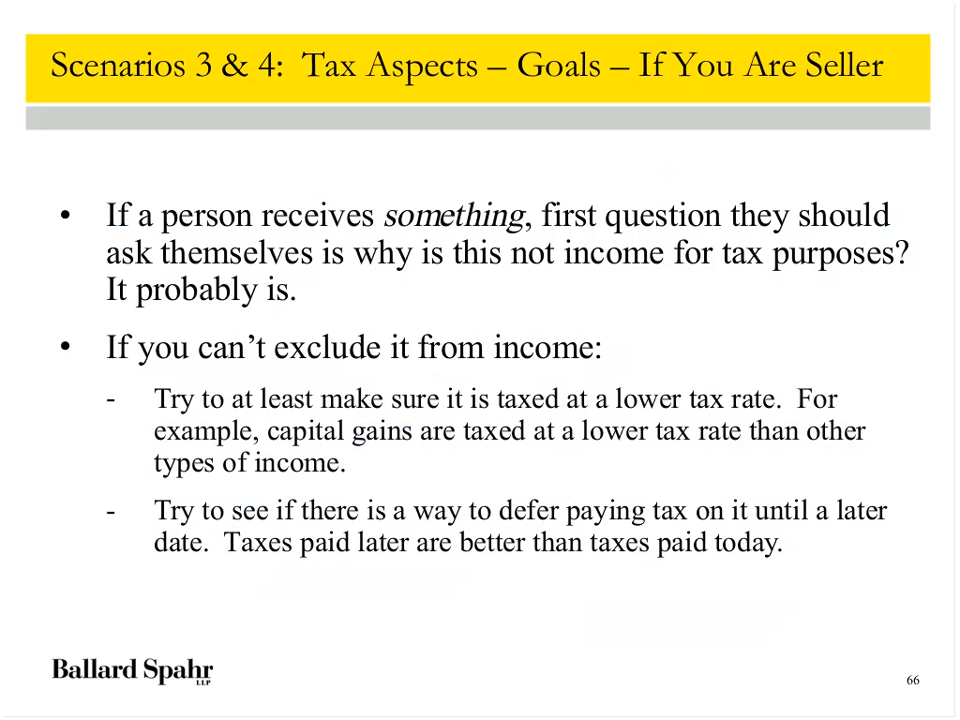 Scenarios 3 & 4:  Tax Aspects – Goals – If You Are Seller
• If a person receives something, first question they should
ask themselves is why is this not income for tax purposes?
It probably is.
• If you can’t exclude it from income:
- Try to at least make sure it is taxed at a lower tax rate.  For
example, capital gains are taxed at a lower tax rate than other
types of income.
- Try to see if there is a way to defer paying tax on it until a later
date.  Taxes paid later are better than taxes paid today.
Ballard Spahr
LLP
66